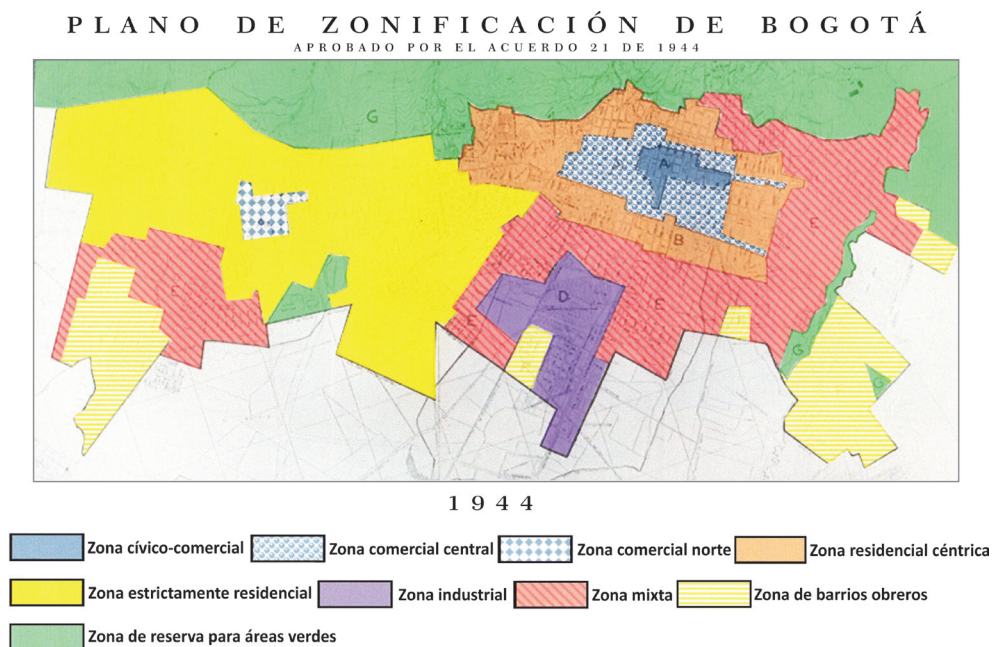 PLANO DE ZONIFICACIÓN DE BOGOTÁ
APROBADO POR EL ACUERDO 21 DE 1944
G
A
B
E
D
E
E
E
G
G
1944
Zona cívico-comercial
Zona comercial central
Zona comercial norte
Zona residencial céntrica
Zona estrictamente residencial
Zona industrial
Zona mixta
Zona de barrios obreros
Zona de reserva para áreas verdes